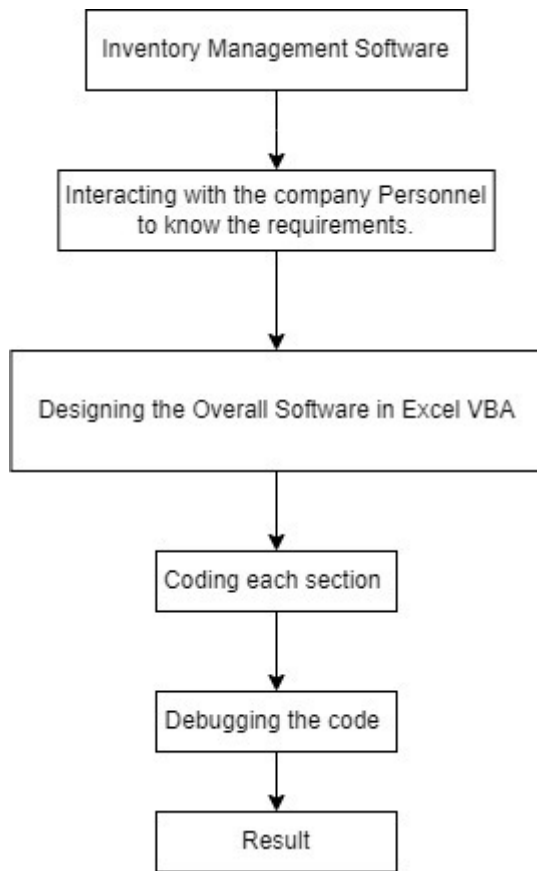 Inventory Management Software
Interacting with the company Personnel
to know the requirements.
Designing the Overall Software in Excel VBA
Coding each section
Debugging the code
Result